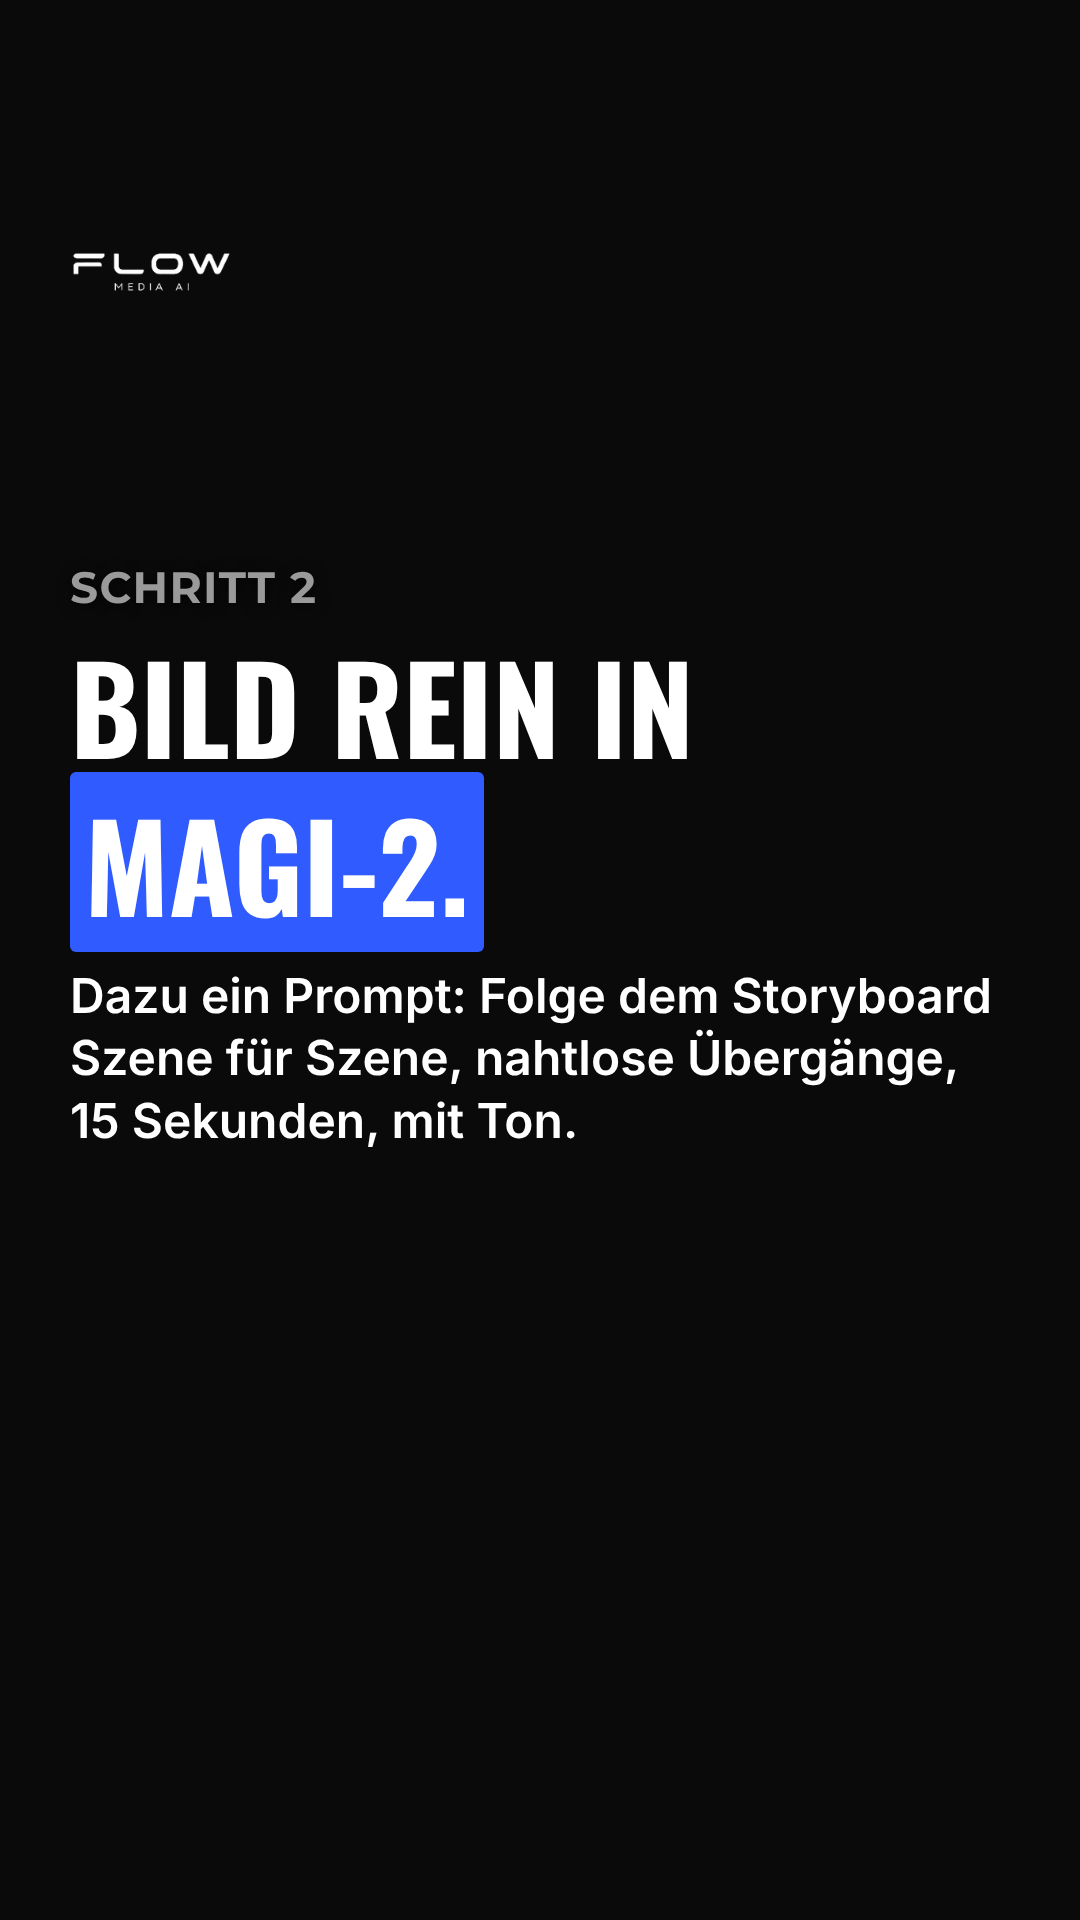 FLOW
MEDIA AI
SCHRITT 2
BILD REIN IN
MAGI-2.
Dazu ein Prompt: Folge dem Storyboard
Szene für Szene, nahtlose Übergänge,
15 Sekunden, mit Ton.